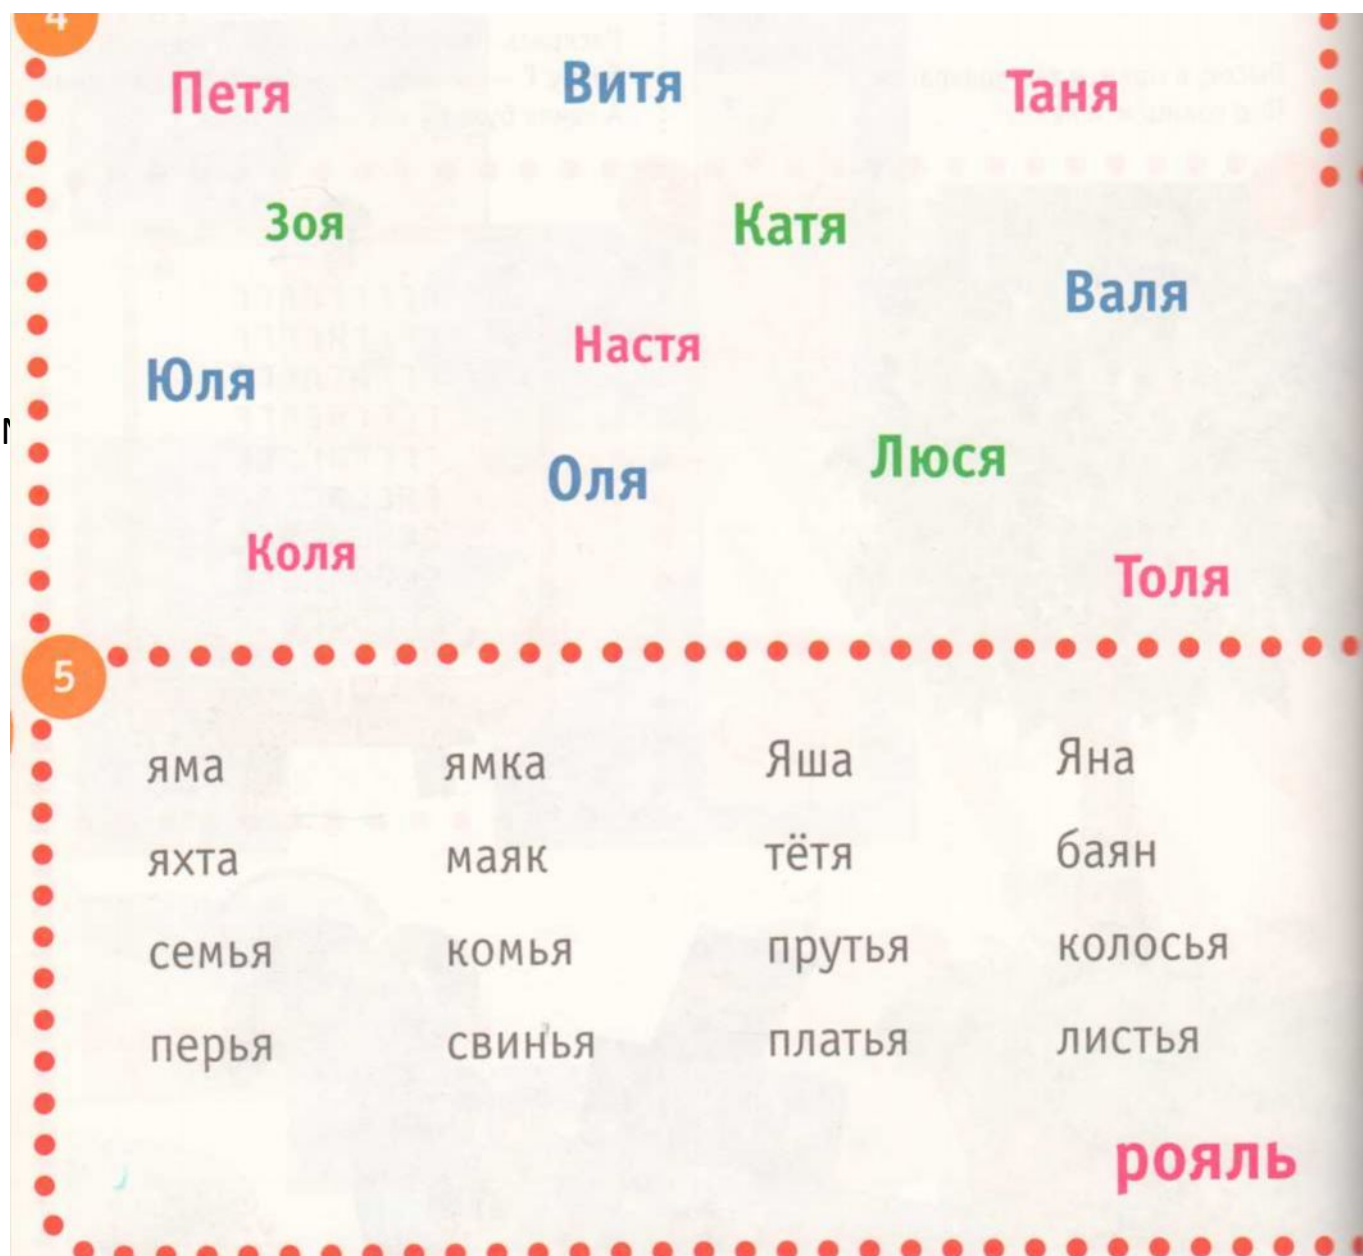 4
Петя Витя Таня
Зоя Катя
Валя
Настя
Юля
Люся
Оля
Коля
Толя
5
яма ямка Яша Яна
яхта маяк тётя баян
семья комья прутья колосья
перья свинья платья листья
рояль